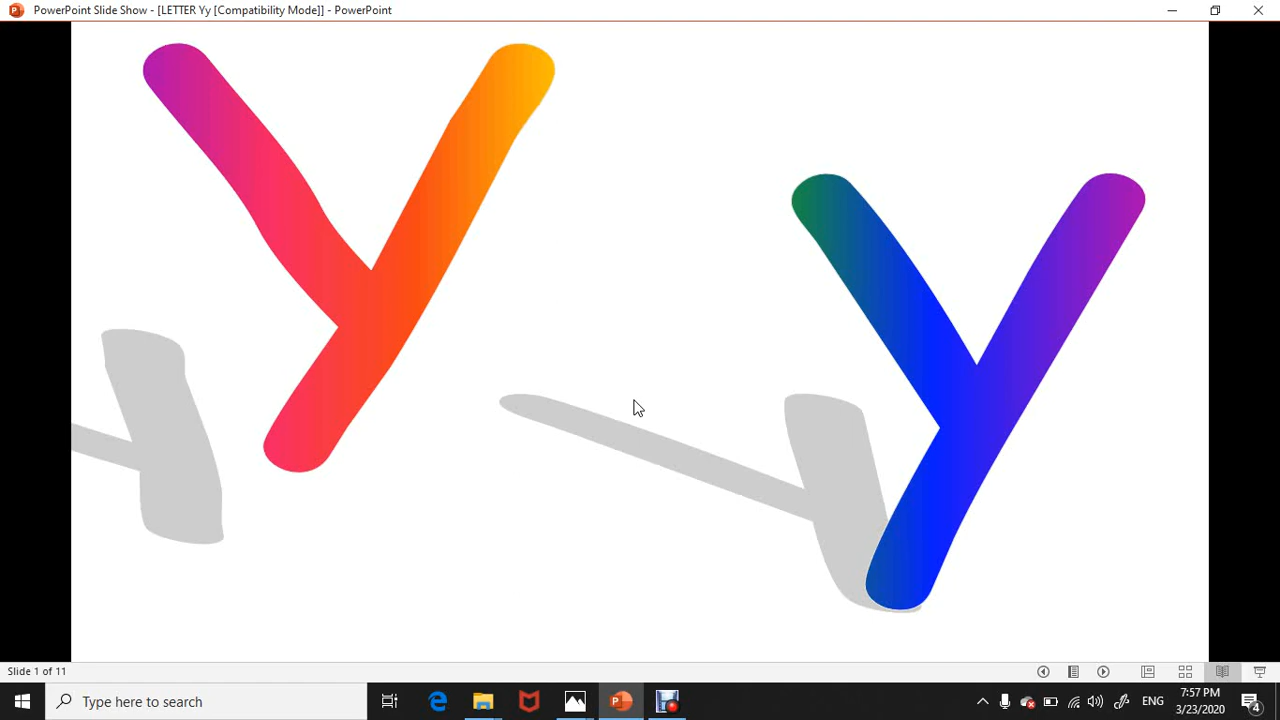 PowerPoint Slide Show - [LETTER Yy [Compatibility Mode]] - PowerPoint
Y y
Slide 1 of 11
Type here to search
ENG
7:57 PM
3/23/2020
4